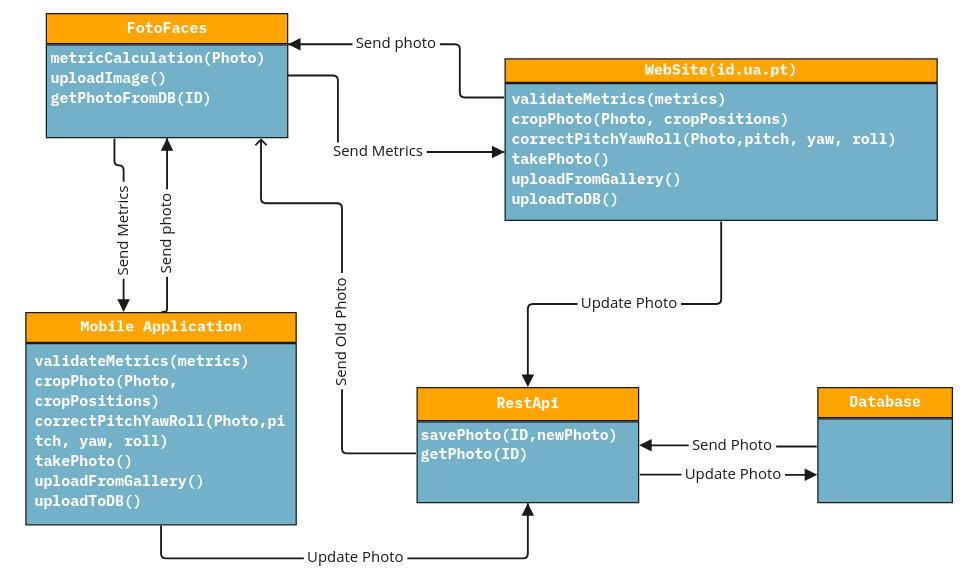 FotoFaces
metricCalculation(Photo)
uploadImage()
getPhotoFromDB(ID)
Send photo
WebSite(id.ua.pt)
validateMetrics(metrics)
cropPhoto(Photo, cropPositions)
correctPitchYawRoll(Photo,pitch, yaw, roll)
takePhoto()
uploadFromGallery()
uploadToDB()
Send Metrics
Send Metrics
Send photo
Send Old Photo
Update Photo
Mobile Application
validateMetrics(metrics)
cropPhoto(Photo,
cropPositions)
correctPitchYawRoll(Photo,pi
tch, yaw, roll)
takePhoto()
uploadFromGallery()
uploadToDB()
RestApi
savePhoto(ID,newPhoto)
getPhoto(ID)
Send Photo
Update Photo
Database
Update Photo